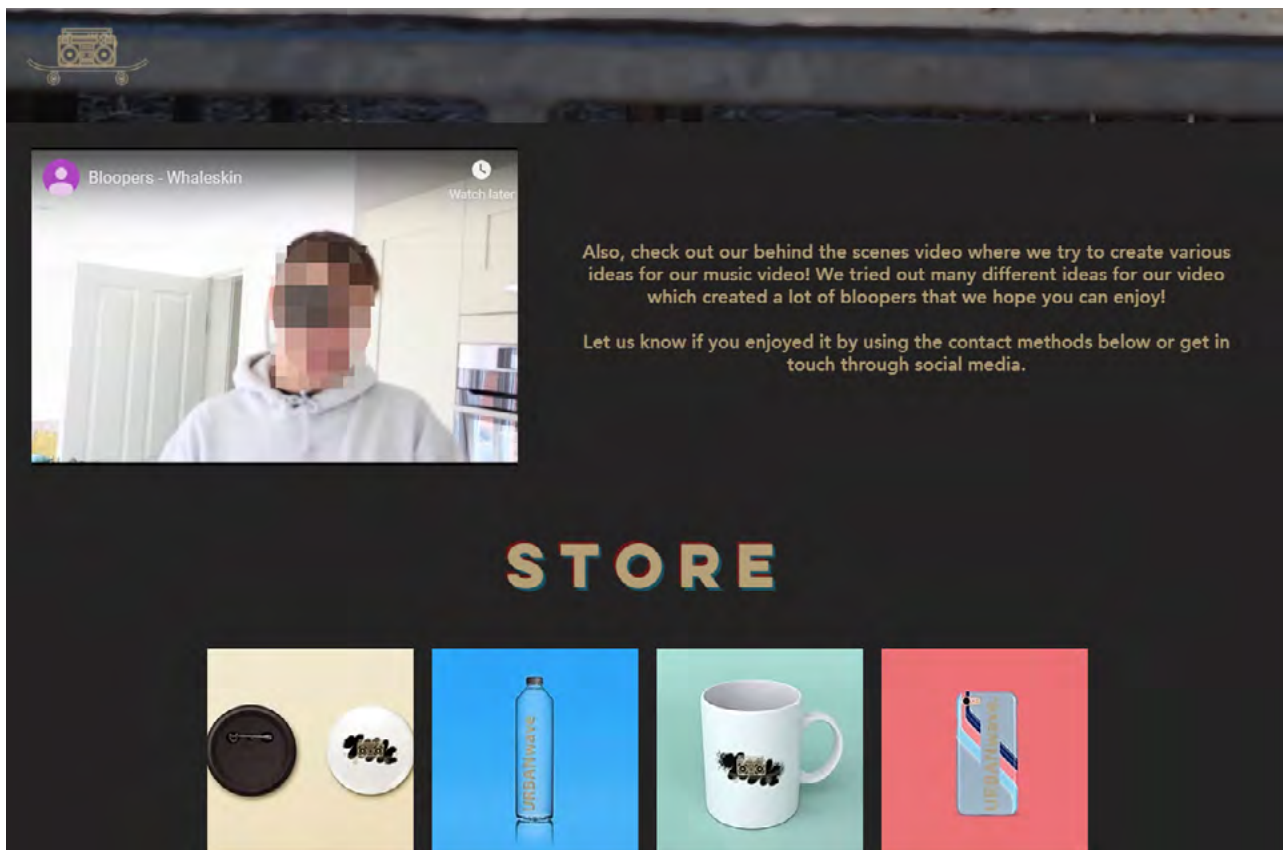 Bloopers - Whaleskin
Watch later
Also, check out our behind the scenes video where we try to create various
ideas for our music video! We tried out many different ideas for our video
which created a lot of bloopers that we hope you can enjoy!
Let us know if you enjoyed it by using the contact methods below or get in
touch through social media.
STORE
URBANwave
URBANwave